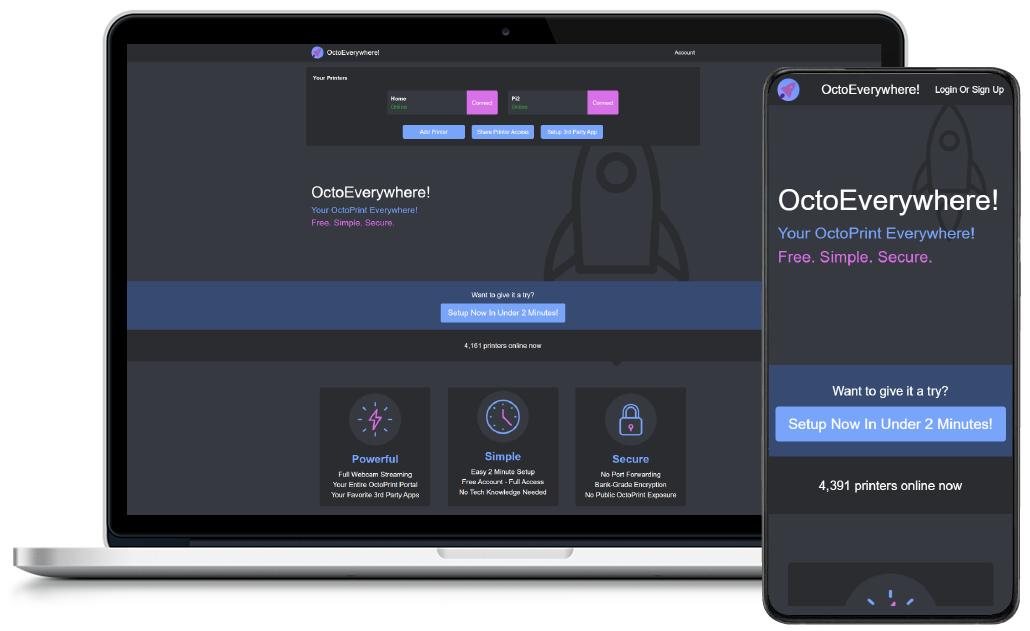 OctoEverywhere!
Account
Your Printers
Home
Online
Connect
Pi2
Online
Connect
Add Printer
Share Printer Access
Setup 3rd Party App
OctoEverywhere!
Your OctoPrint Everywhere!
Free. Simple. Secure.
Want to give it a try?
Setup Now In Under 2 Minutes!
4,161 printers online now
Powerful
Full Webcam Streaming
Your Entire OctoPrint Portal
Your Favorite 3rd Party Apps
Simple
Easy 2 Minute Setup
Free Account - Full Access
No Tech Knowledge Needed
Secure
No Port Forwarding
Bank-Grade Encryption
No Public OctoPrint Exposure
OctoEverywhere!
Login Or Sign Up
OctoEverywhere!
Your OctoPrint Everywhere!
Free. Simple. Secure.
Want to give it a try?
Setup Now In Under 2 Minutes!
4,391 printers online now